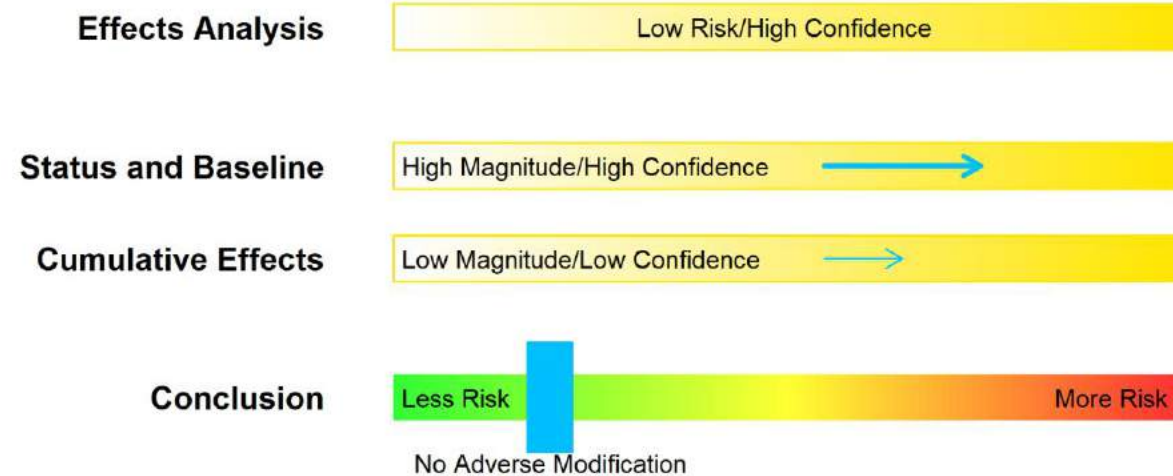 Effects Analysis
Low Risk/High Confidence
Status and Baseline
High Magnitude/High Confidence
Cumulative Effects
Low Magnitude/Low Confidence
Conclusion
Less Risk
More Risk
No Adverse Modification